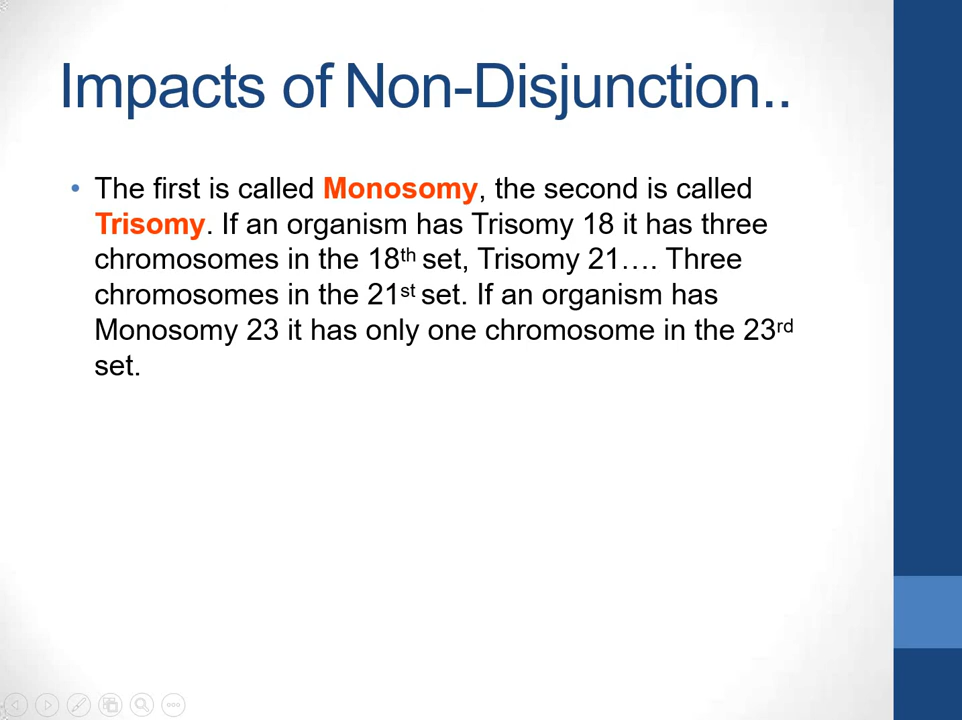 Impacts of Non-Disjunction..
• The first is called Monosomy, the second is called
Trisomy. If an organism has Trisomy 18 it has three
chromosomes in the 18th set, Trisomy 21…. Three
chromosomes in the 21st set. If an organism has
Monosomy 23 it has only one chromosome in the 23rd
set.